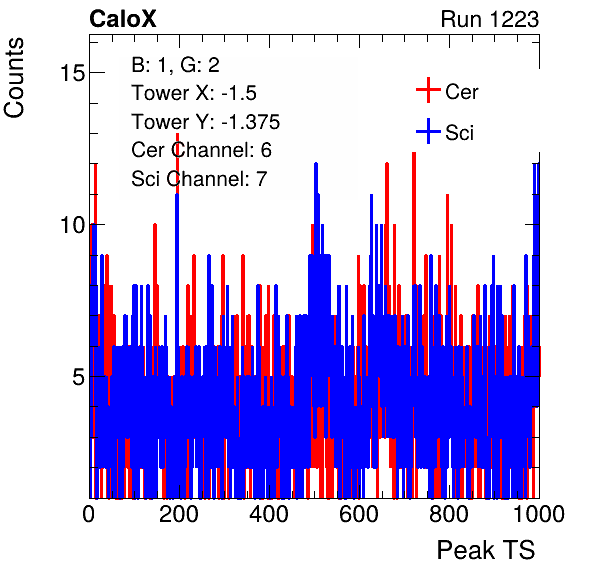 CaloX
Run 1223
Counts
B: 1, G: 2
Tower X: -1.5
Tower Y: -1.375
Cer Channel: 6
Sci Channel: 7
Cer
Sci
15
10
5
0 200 400 600 800 1000
Peak TS